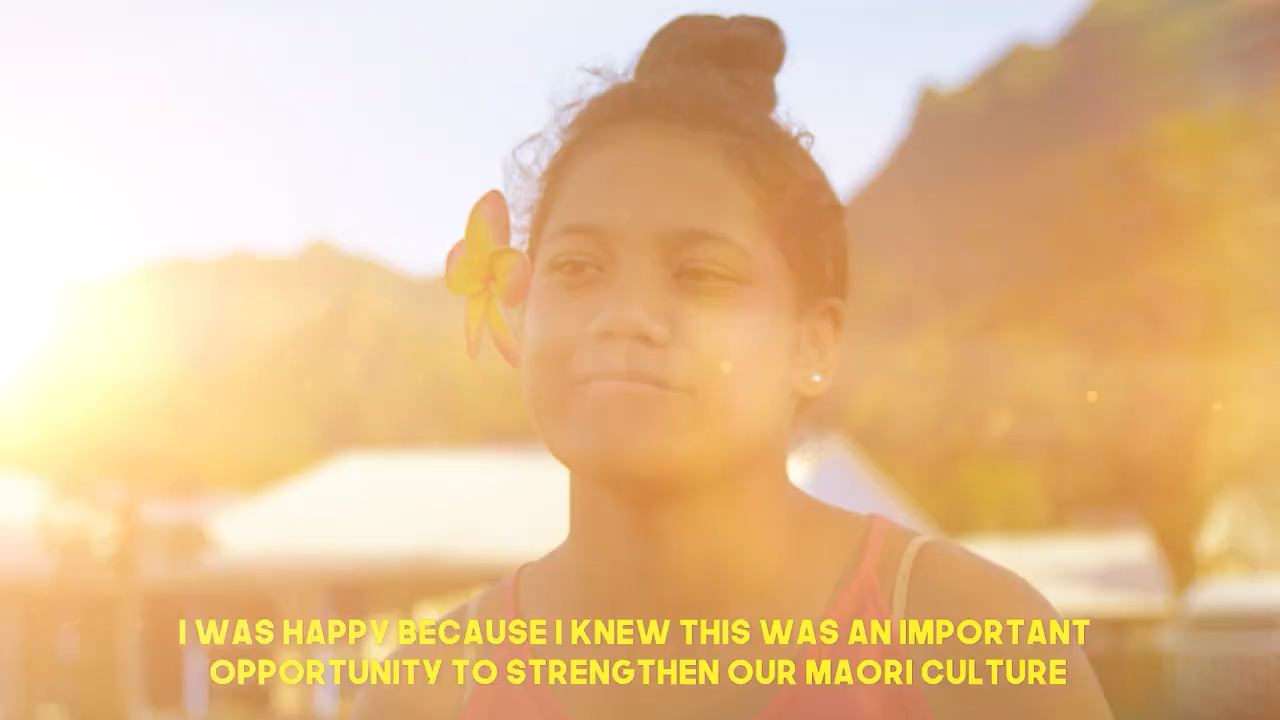 I WAS HAPPY BECAUSE I KNEW THIS WAS AN IMPORTANT
OPPORTUNITY TO STRENGTHEN OUR MAORI CULTURE